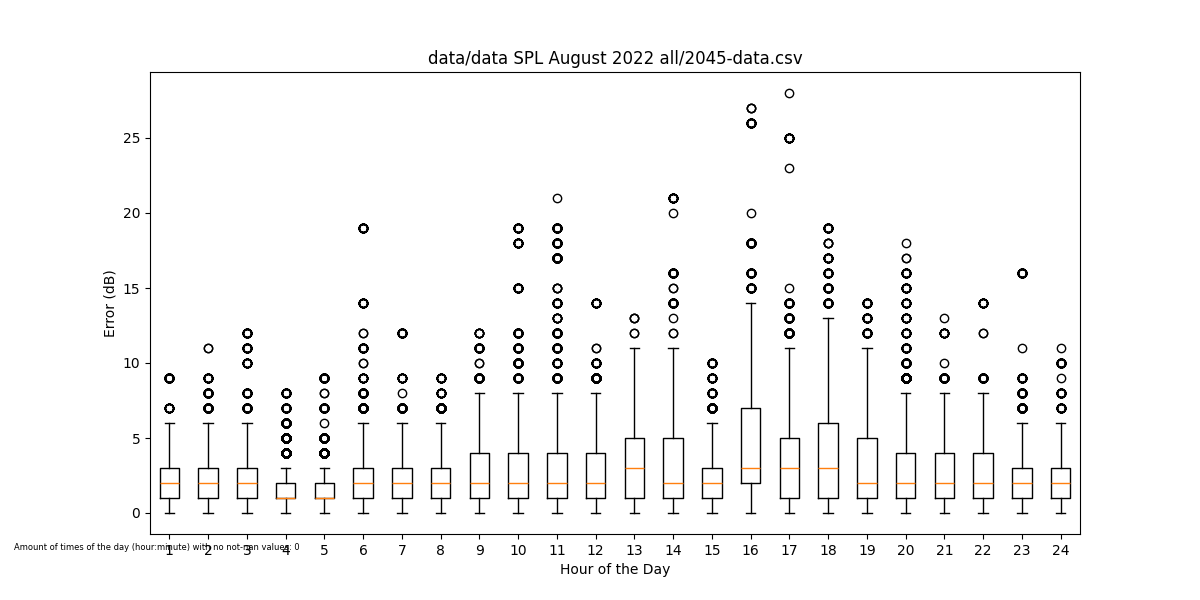 data/data SPL August 2022 all/2045-data.csv
Error (dB)
25
20
15
10
5
0
1 2 3 4 5 6 7 8 9 10 11 12 13 14 15 16 17 18 19 20 21 22 23 24
Amount of times of the day (hour:minute) with no not-nan values: 0
Hour of the Day